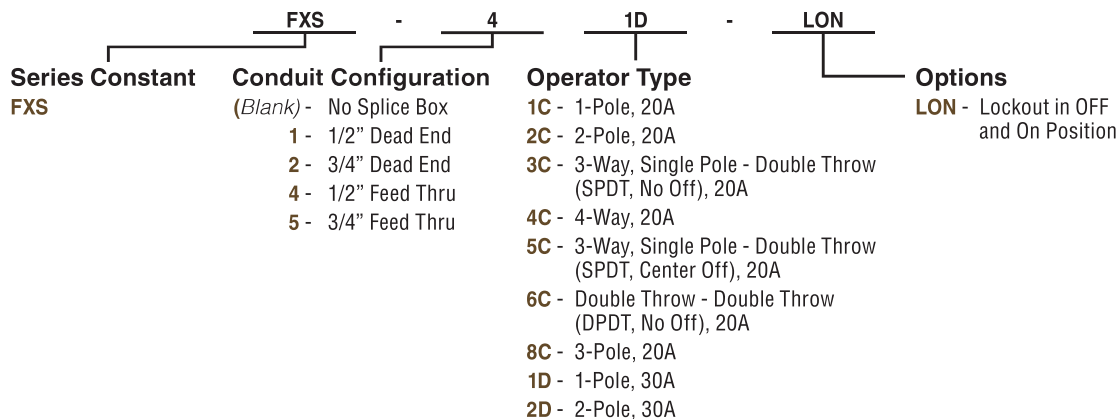 FXS - 4 1D - LON
Series Constant
FXS
Conduit Configuration
(Blank) - No Splice Box
1 - 1/2” Dead End
2 - 3/4” Dead End
4 - 1/2” Feed Thru
5 - 3/4” Feed Thru
Operator Type
1C - 1-Pole, 20A
2C - 2-Pole, 20A
3C - 3-Way, Single Pole - Double Throw
(SPDT, No Off), 20A
4C - 4-Way, 20A
5C - 3-Way, Single Pole - Double Throw
(SPDT, Center Off), 20A
6C - Double Throw - Double Throw
(DPDT, No Off), 20A
8C - 3-Pole, 20A
1D - 1-Pole, 30A
2D - 2-Pole, 30A
Options
LON - Lockout in OFF
and On Position